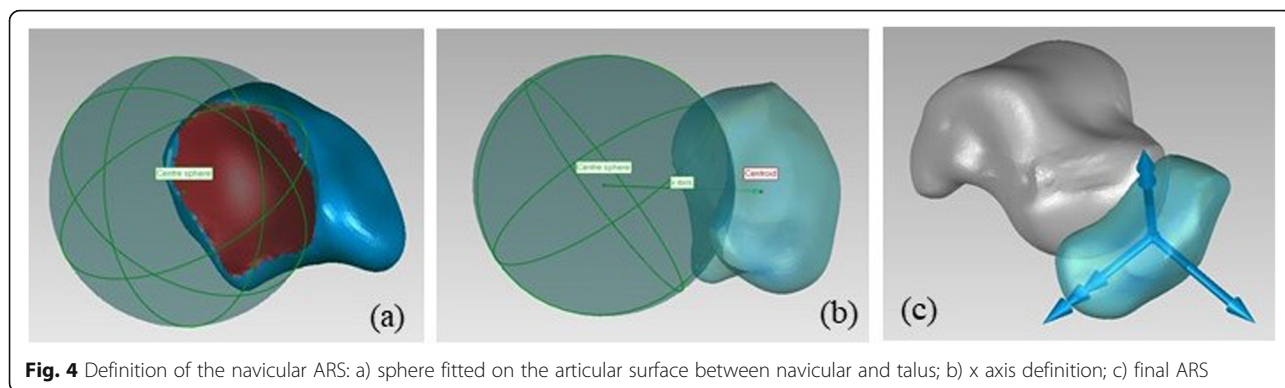 Centre sphere
(a)
Centre sphere
x axis
Centroid
(b)
(c)
Fig. 4 Definition of the navicular ARS: a) sphere fitted on the articular surface between navicular and talus; b) x axis definition; c) final ARS